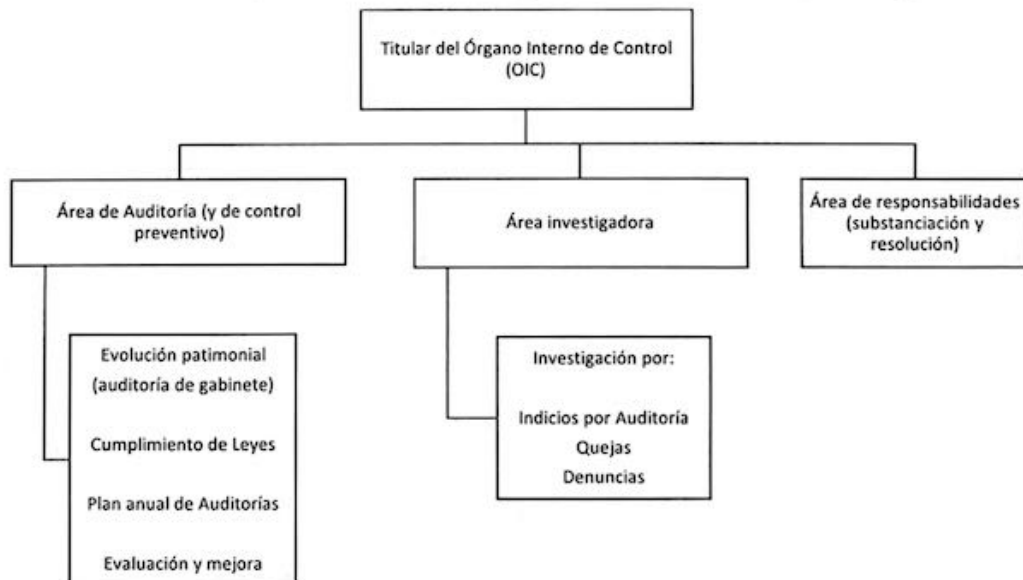 Titular del Órgano Interno de Control
(OIC)
Área de Auditoría (y de control
preventivo)
Área investigadora
Área de responsabilidades
(substanciación y
resolución)
Evolución patimonial
(auditoría de gabinete)
Cumplimiento de Leyes
Plan anual de Auditorías
Evaluación y mejora
Investigación por:
Indicios por Auditoría
Quejas
Denuncias